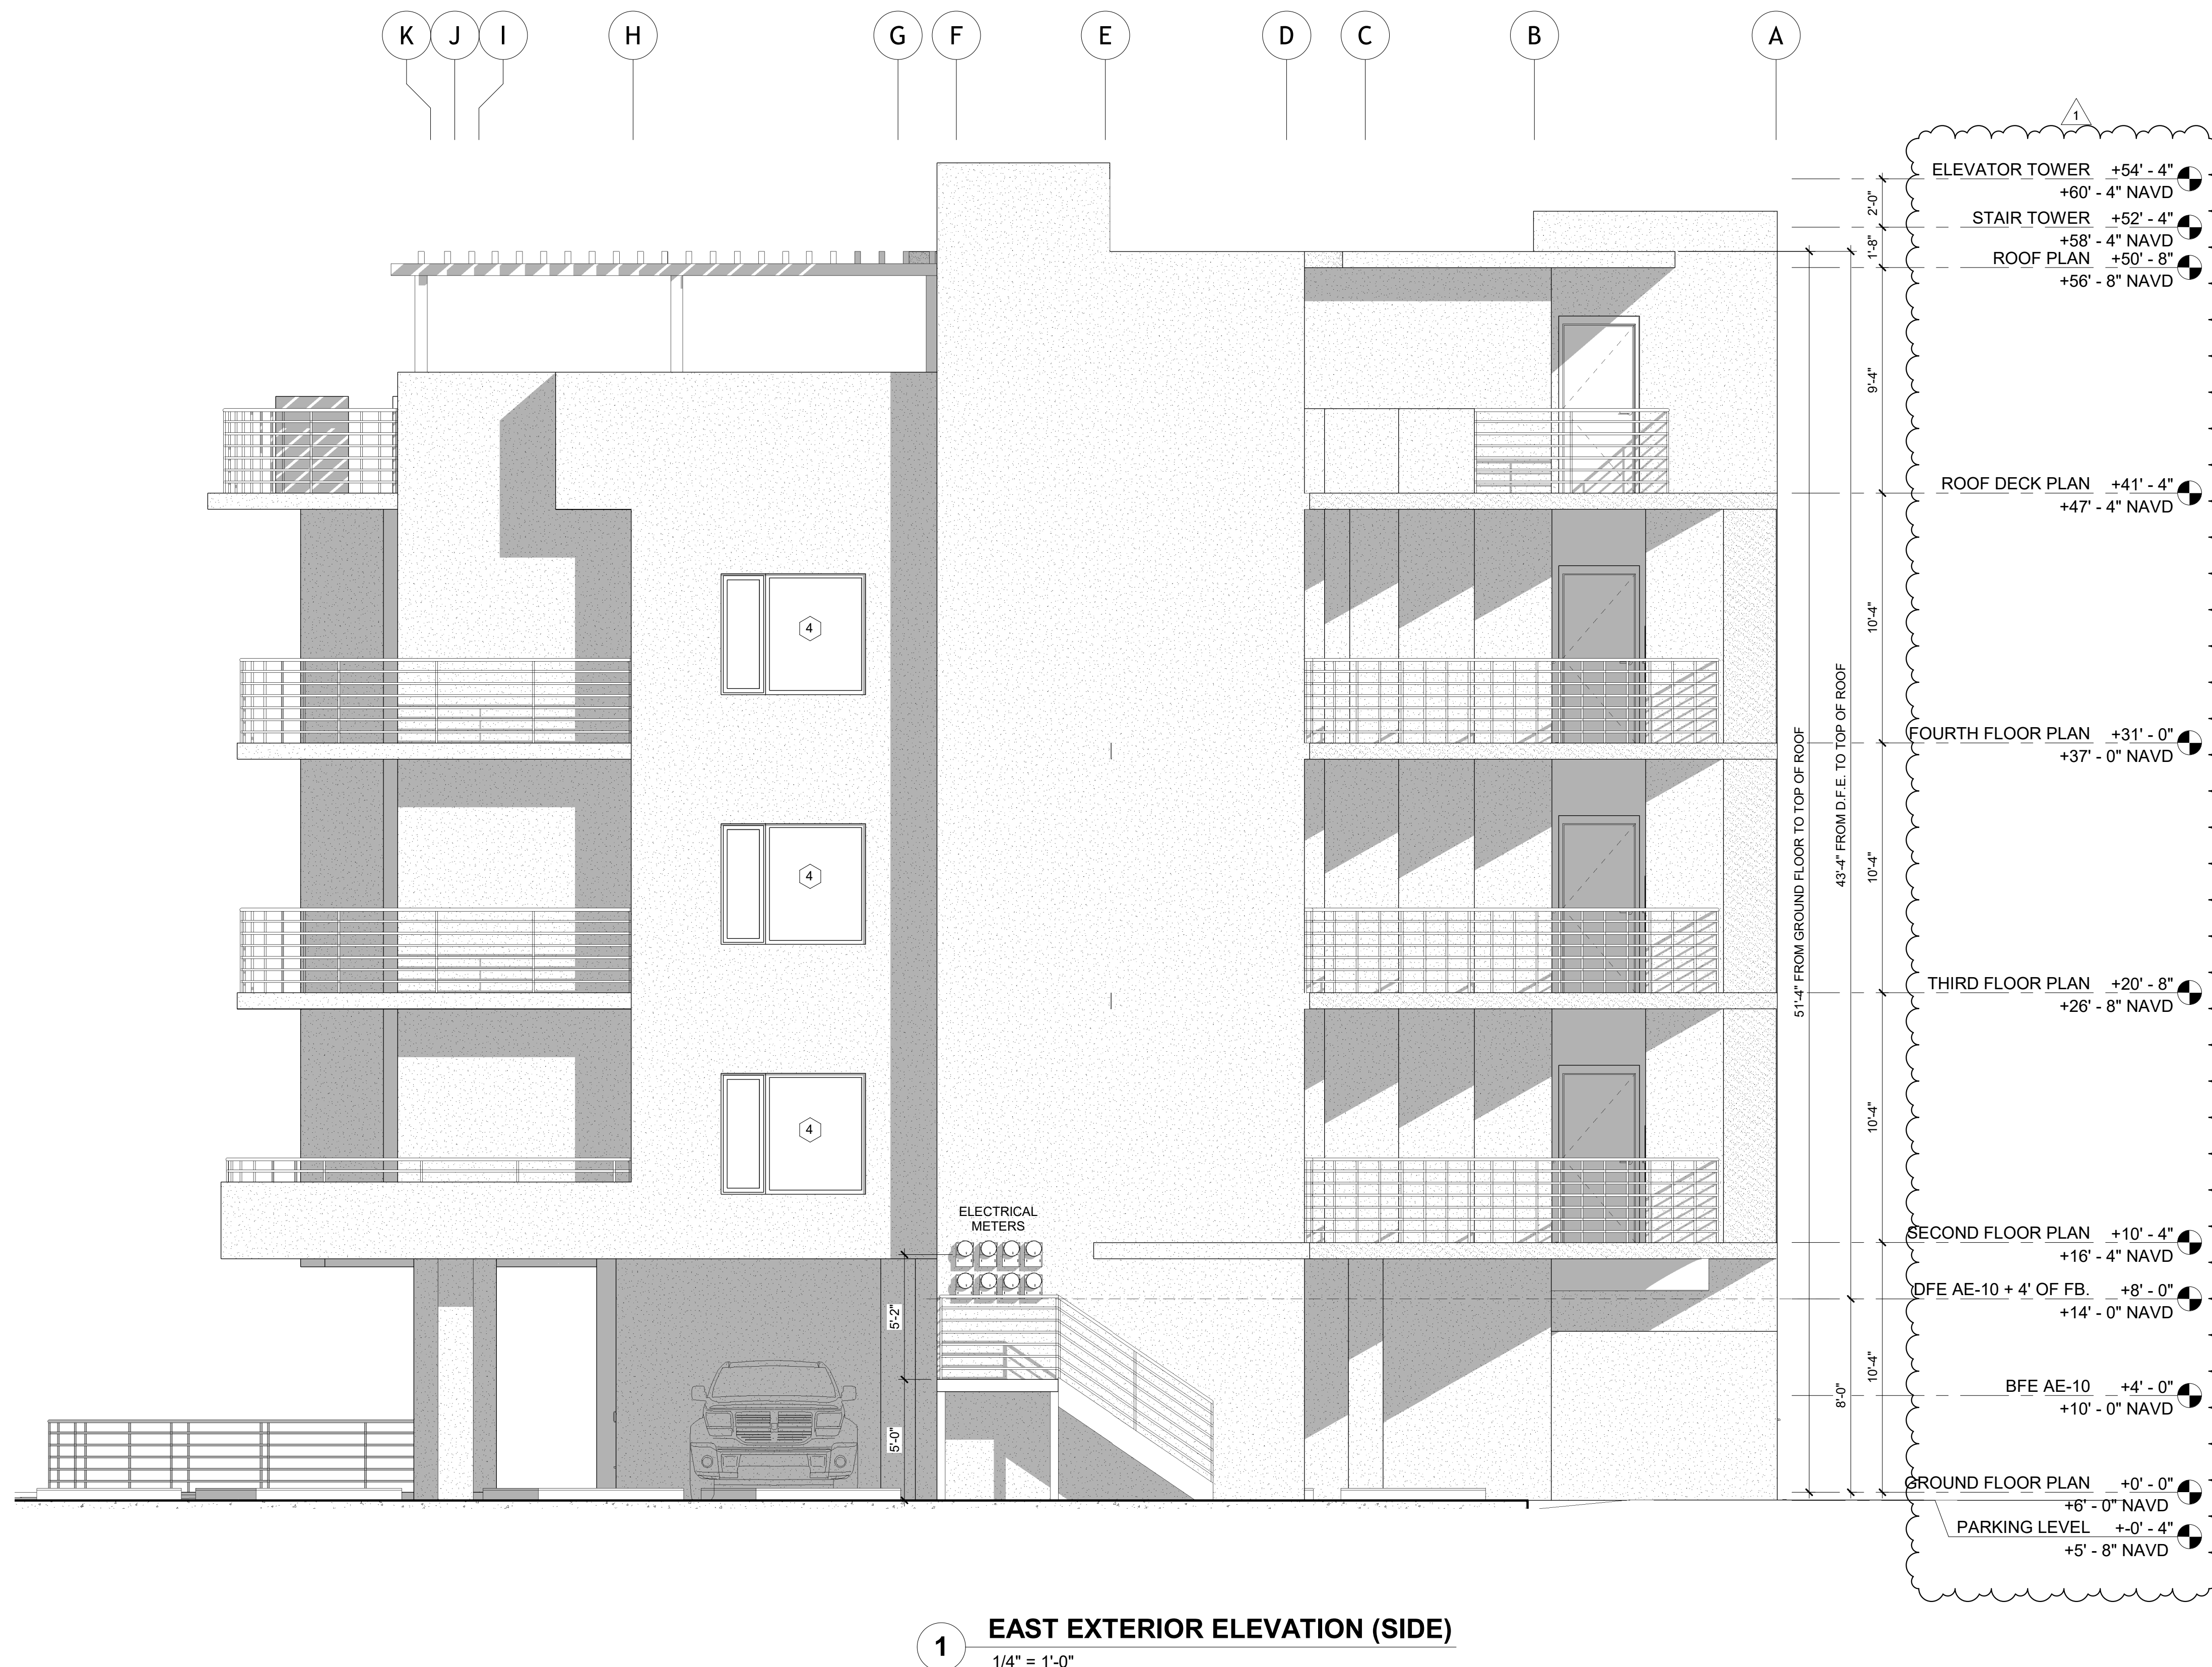 K J I H G F E D C B A
1
ELEVATOR TOWER +54' - 4"
+60' - 4" NAVD
2'-0"
STAIR TOWER +52' - 4"
+58' - 4" NAVD
1'-8"
ROOF PLAN +50' - 8"
+56' - 8" NAVD
9'-4"
ROOF DECK PLAN +41' - 4"
+47' - 4" NAVD
10'-4"
4
FOURTH FLOOR PLAN +31' - 0"
+37' - 0" NAVD
51'-4" FROM GROUND FLOOR TO TOP OF ROOF
43'-4" FROM D.F.E. TO TOP OF ROOF
10'-4"
4
THIRD FLOOR PLAN +20' - 8"
+26' - 8" NAVD
10'-4"
4
ELECTRICAL
METERS
SECOND FLOOR PLAN +10' - 4"
+16' - 4" NAVD
DFE AE-10 + 4' OF FB. +8' - 0"
+14' - 0" NAVD
5'-2"
10'-4"
8'-0"
BFE AE-10 +4' - 0"
+10' - 0" NAVD
5'-0"
GROUND FLOOR PLAN +0' - 0"
+6' - 0" NAVD
PARKING LEVEL +-0' - 4"
+5' - 8" NAVD
1 EAST EXTERIOR ELEVATION (SIDE)
1/4" = 1'-0"